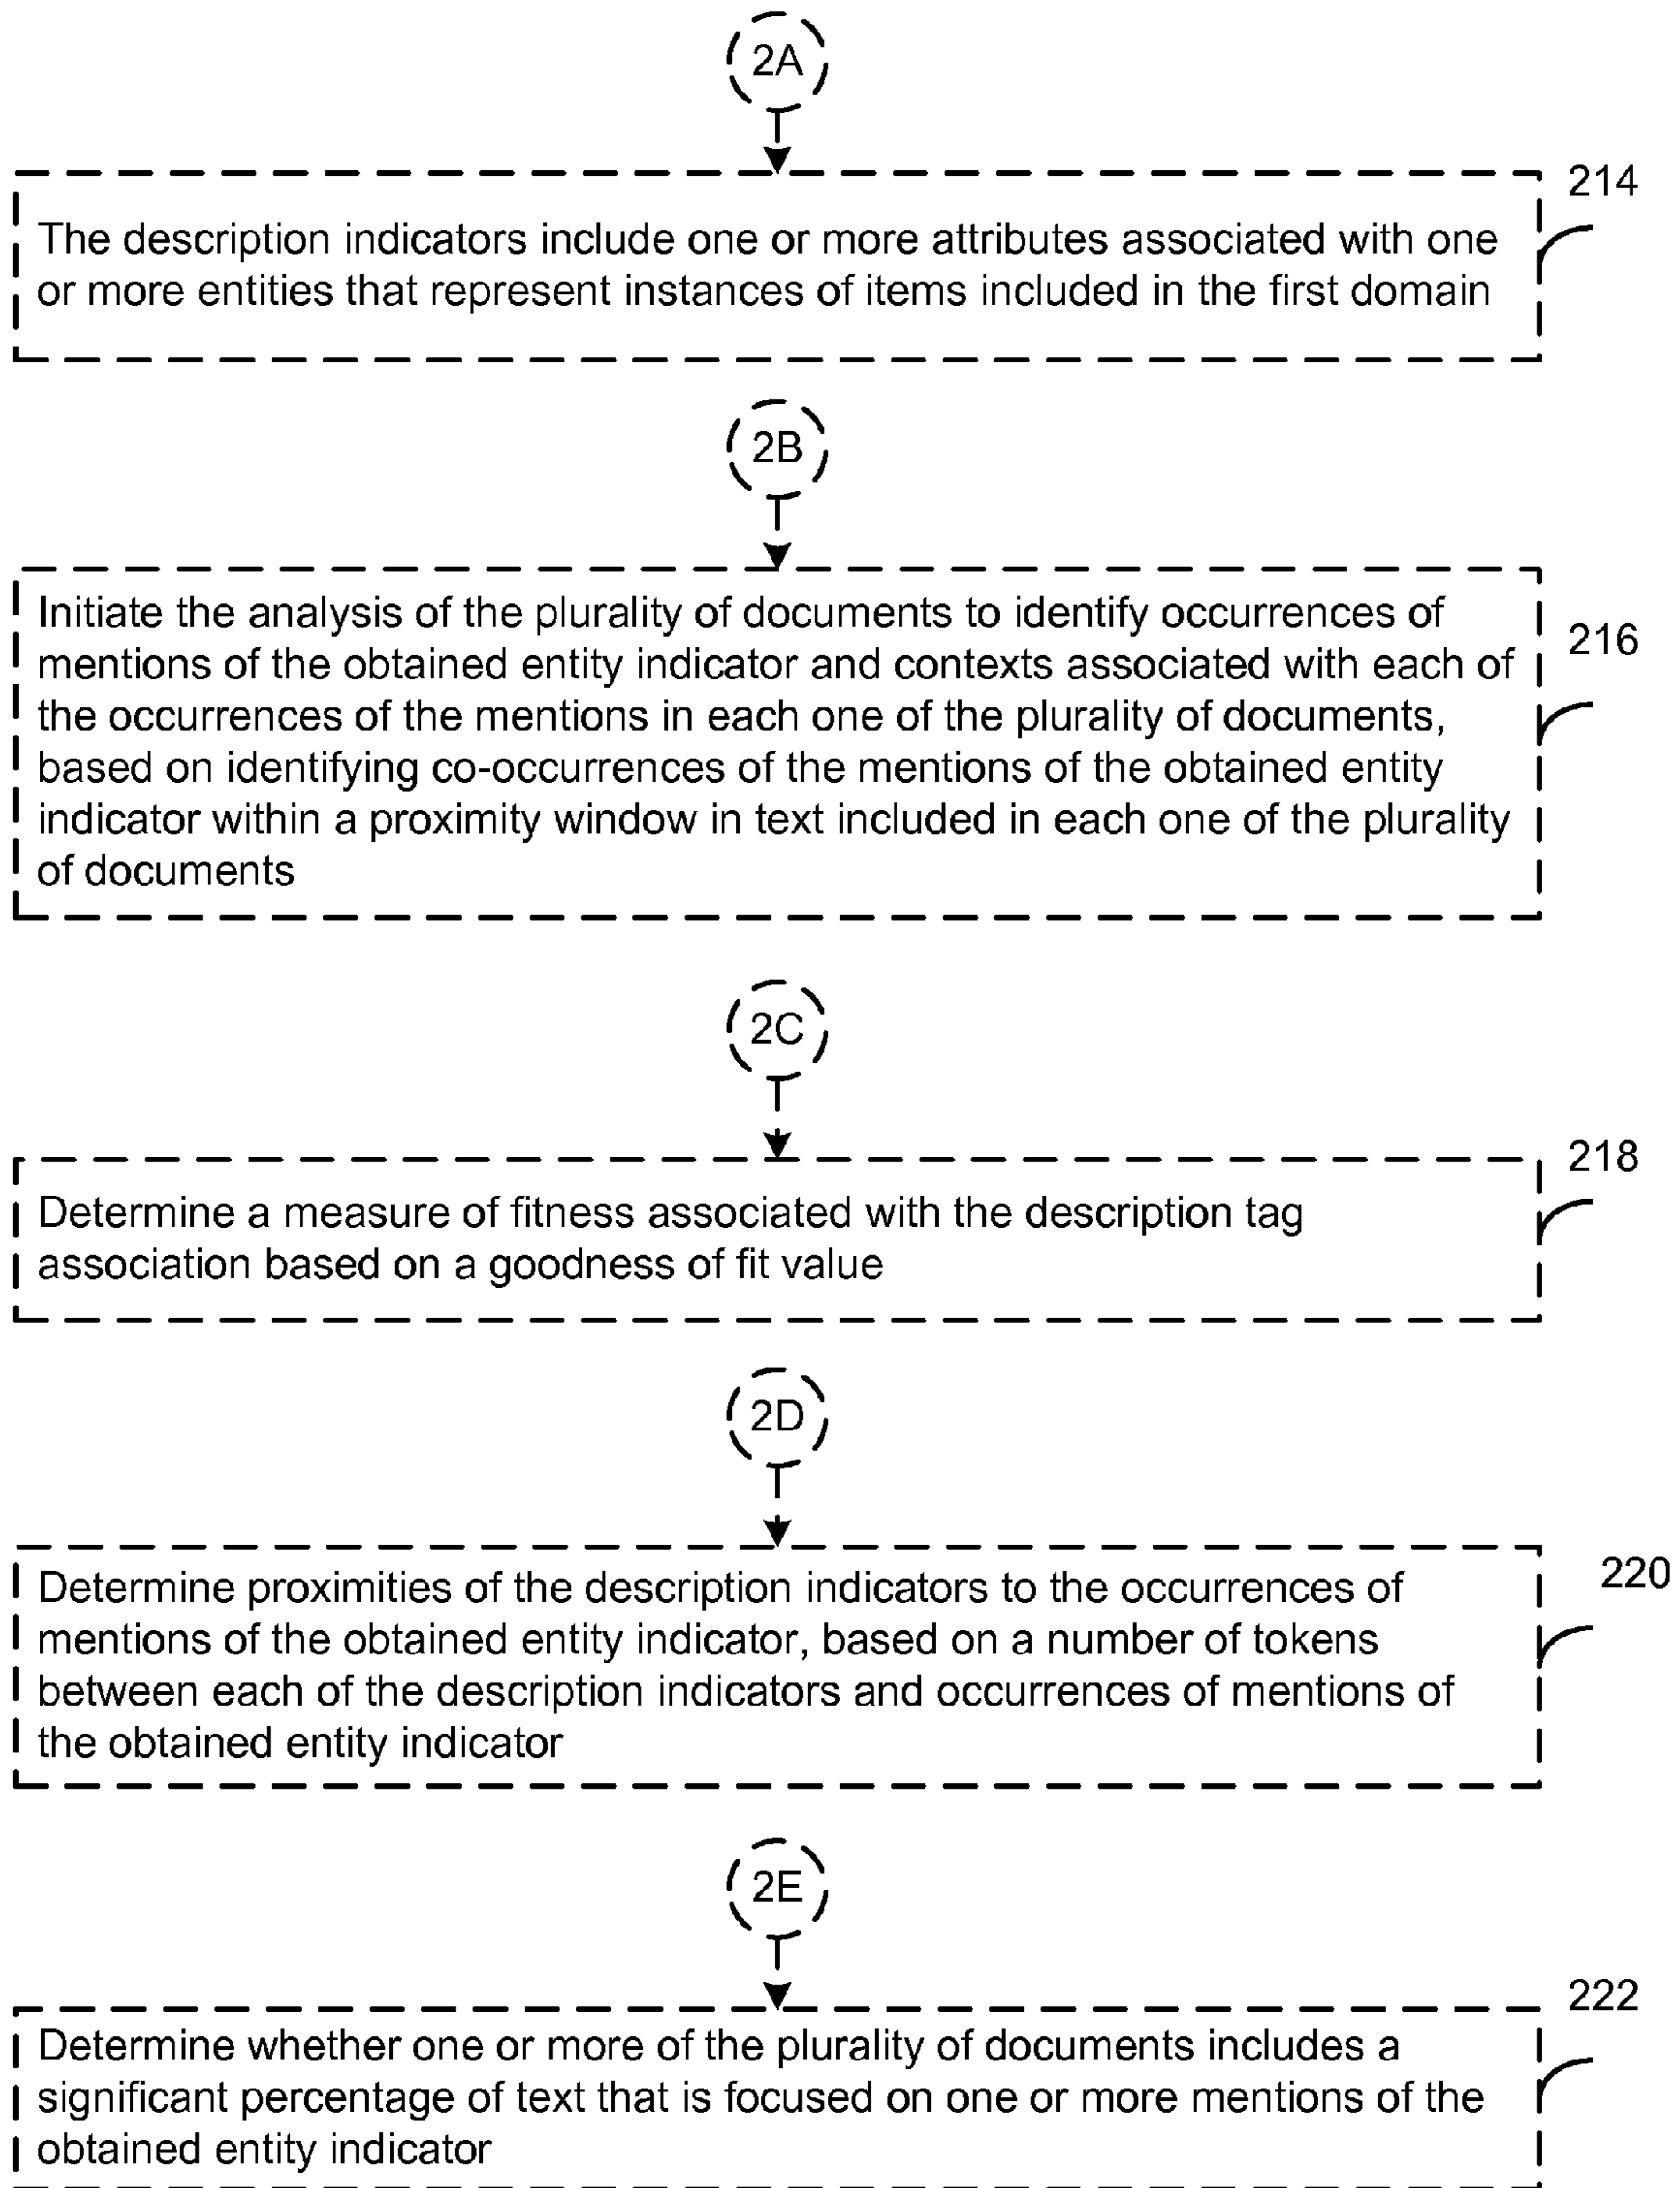 2A
214
The description indicators include one or more attributes associated with one
or more entities that represent instances of items included in the first domain
2B
Initiate the analysis of the plurality of documents to identify occurrences of
216
mentions of the obtained entity indicator and contexts associated with each of
the occurrences of the mentions in each one of the plurality of documents,
based on identifying co-occurrences of the mentions of the obtained entity
indicator within a proximity window in text included in each one of the plurality
of documents
2C
218
Determine a measure of fitness associated with the description tag
association based on a goodness of fit value
2D
220
Determine proximities of the description indicators to the occurrences of
mentions of the obtained entity indicator, based on a number of tokens
between each of the description indicators and occurrences of mentions of
the obtained entity indicator
2E
222
Determine whether one or more of the plurality of documents includes a
significant percentage of text that is focused on one or more mentions of the
obtained entity indicator